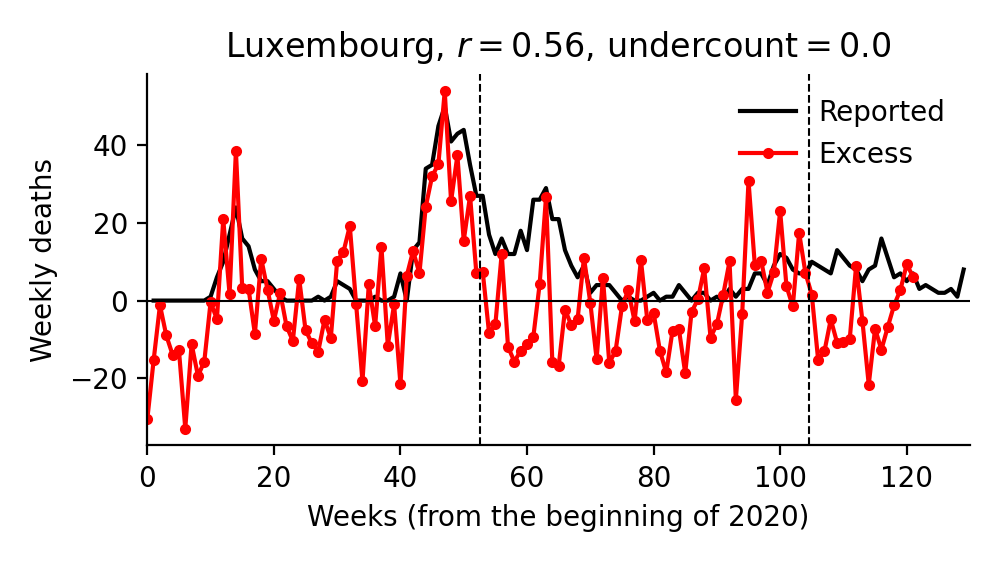 Luxembourg, r = 0.56, undercount = 0.0
Weekly deaths
40
20
0
−20
Reported
Excess
0 20 40 60 80 100 120
Weeks (from the beginning of 2020)